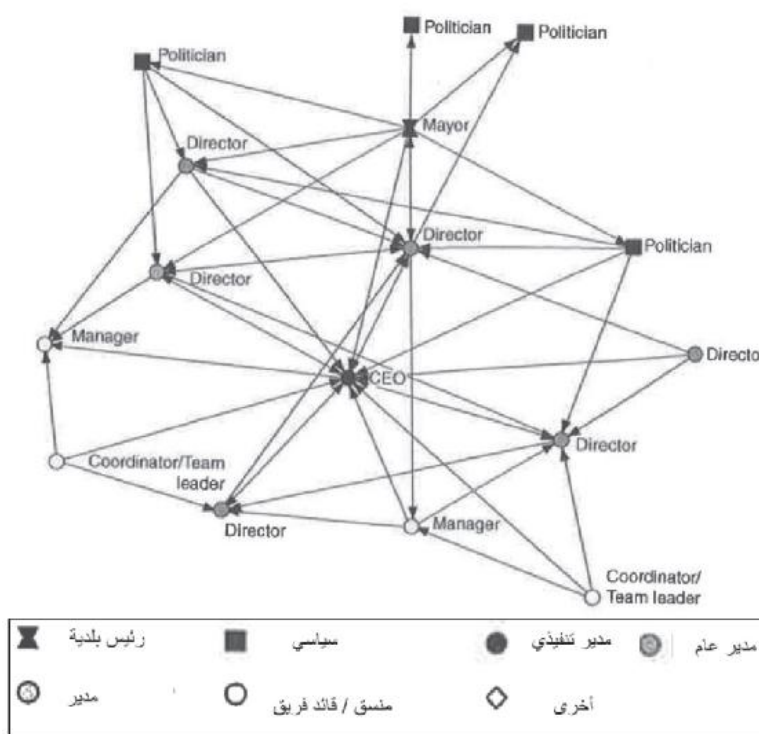 Politician
Politician
Politician
Mayor
Director
Director
Politician
Director
Manager
Directo
CEO
Director
Coordinator/Team
leader
Director
Manager
Coordinator/
Team leader
رئيس بلدية
سياسي
مدير تنفيذي
مدير عام
مدير
منسق / قائد فريق
أخرى